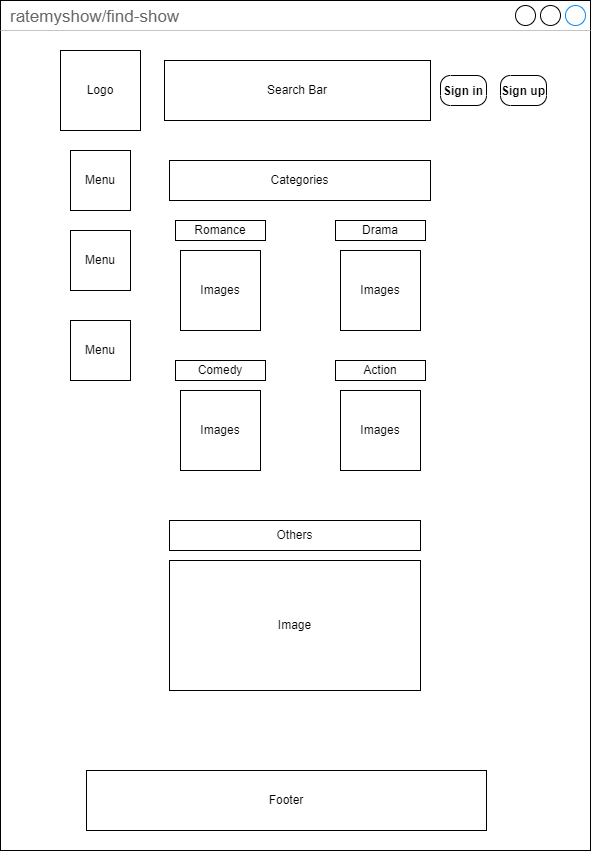 ratemyshow/find-show
Logo
Search Bar
Sign in
Sign up
Menu
Categories
Romance
Drama
Menu
Images
Images
Menu
Comedy
Action
Images
Images
Others
Image
Footer